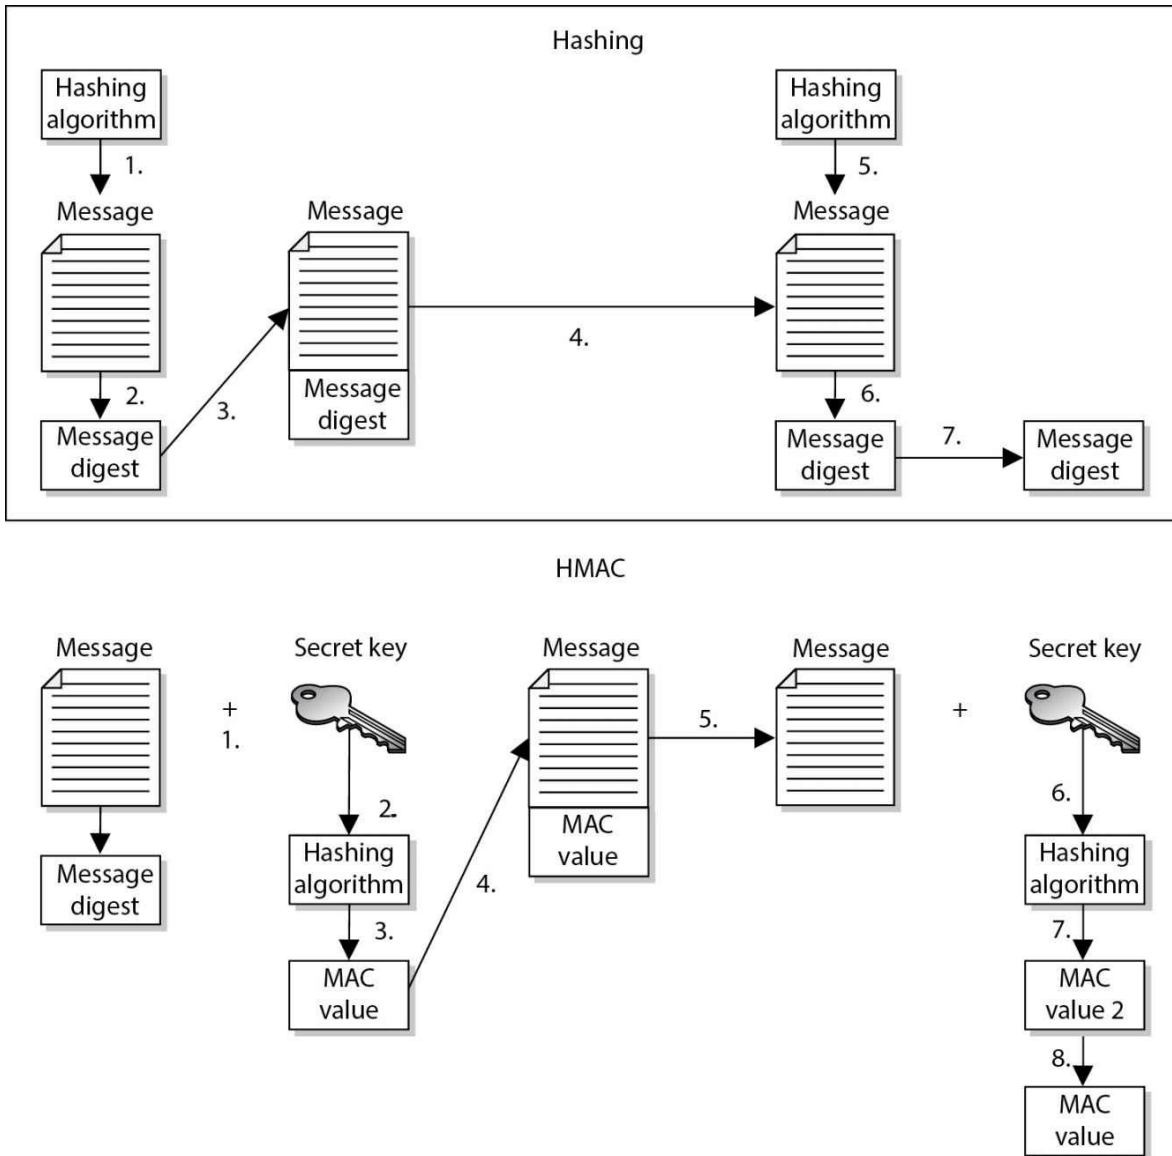 Hashing
Hashing
algorithm
1.
Message
2.
Message
digest
3.
Message
Message
digest
4.
Hashing
algorithm
5.
Message
6.
Message
digest
7.
Message
digest
HMAC
Message
Message
digest
+
1.
Secret key
2.
Hashing
algorithm
3.
MAC
value
4.
Message
MAC
value
5.
Message
+
Secret key
6.
Hashing
algorithm
7.
MAC
value 2
8.
MAC
value